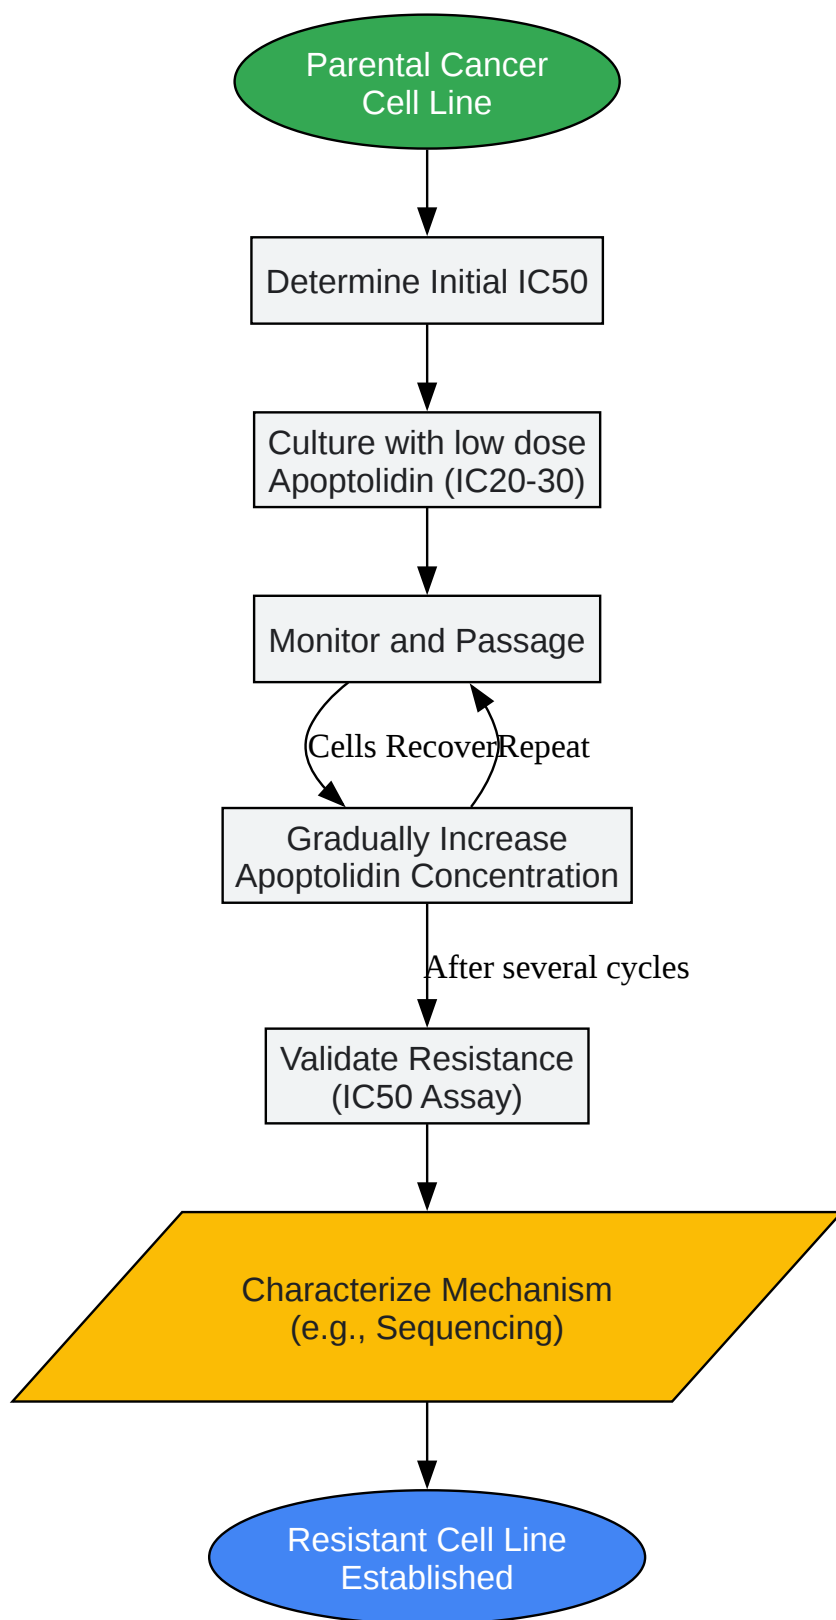 Parental Cancer
Cell Line
Determine Initial IC50
Culture with low dose
Apoptolidin (IC20-30)
Monitor and Passage
Cells Recover
Repeat
Gradually Increase
Apoptolidin Concentration
After several cycles
Validate Resistance
(IC50 Assay)
Characterize Mechanism
(e.g., Sequencing)
Resistant Cell Line
Established